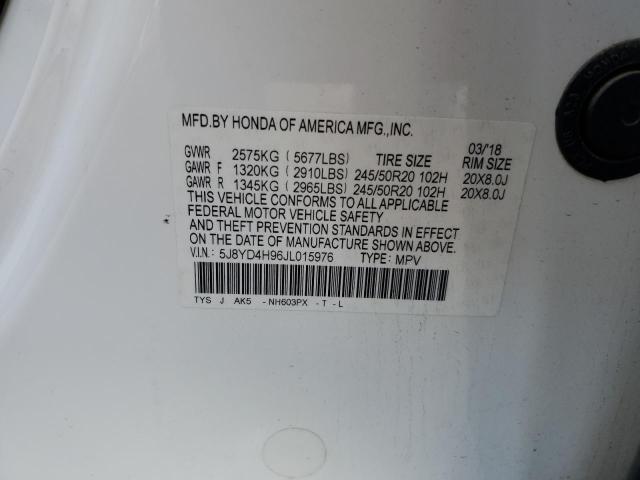 MFD.BY HONDA OF AMERICA MFG.,INC. 03/18
GVWR 2575KG ( 5677LBS) TIRE SIZE RIM SIZE
GAWR F 1320KG ( 2910LBS) 245/50R20 102H 20X8.0J
GAWR R 1345KG ( 2965LBS) 245/50R20 102H 20X8.0J
THIS VEHICLE CONFORMS TO ALL APPLICABLE
FEDERAL MOTOR VEHICLE SAFETY
AND THEFT PREVENTION STANDARDS IN EFFECT
ON THE DATE OF MANUFACTURE SHOWN ABOVE.
V.I.N.: 5J8YD4H96JL015976 TYPE: MPV
TYS J AK5 -NH603PX -T-L